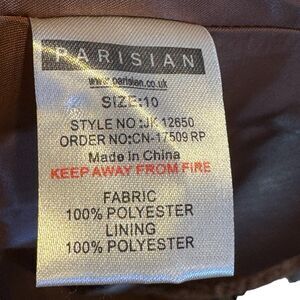 PARISIAN
www.parisian.co.uk
SIZE:10
STYLE NO :JK 12650
ORDER NO:CN-17509 RP
Made in China
KEEP AWAY FROM FIRE
FABRIC
100% POLYESTER
LINING
100% POLYESTER